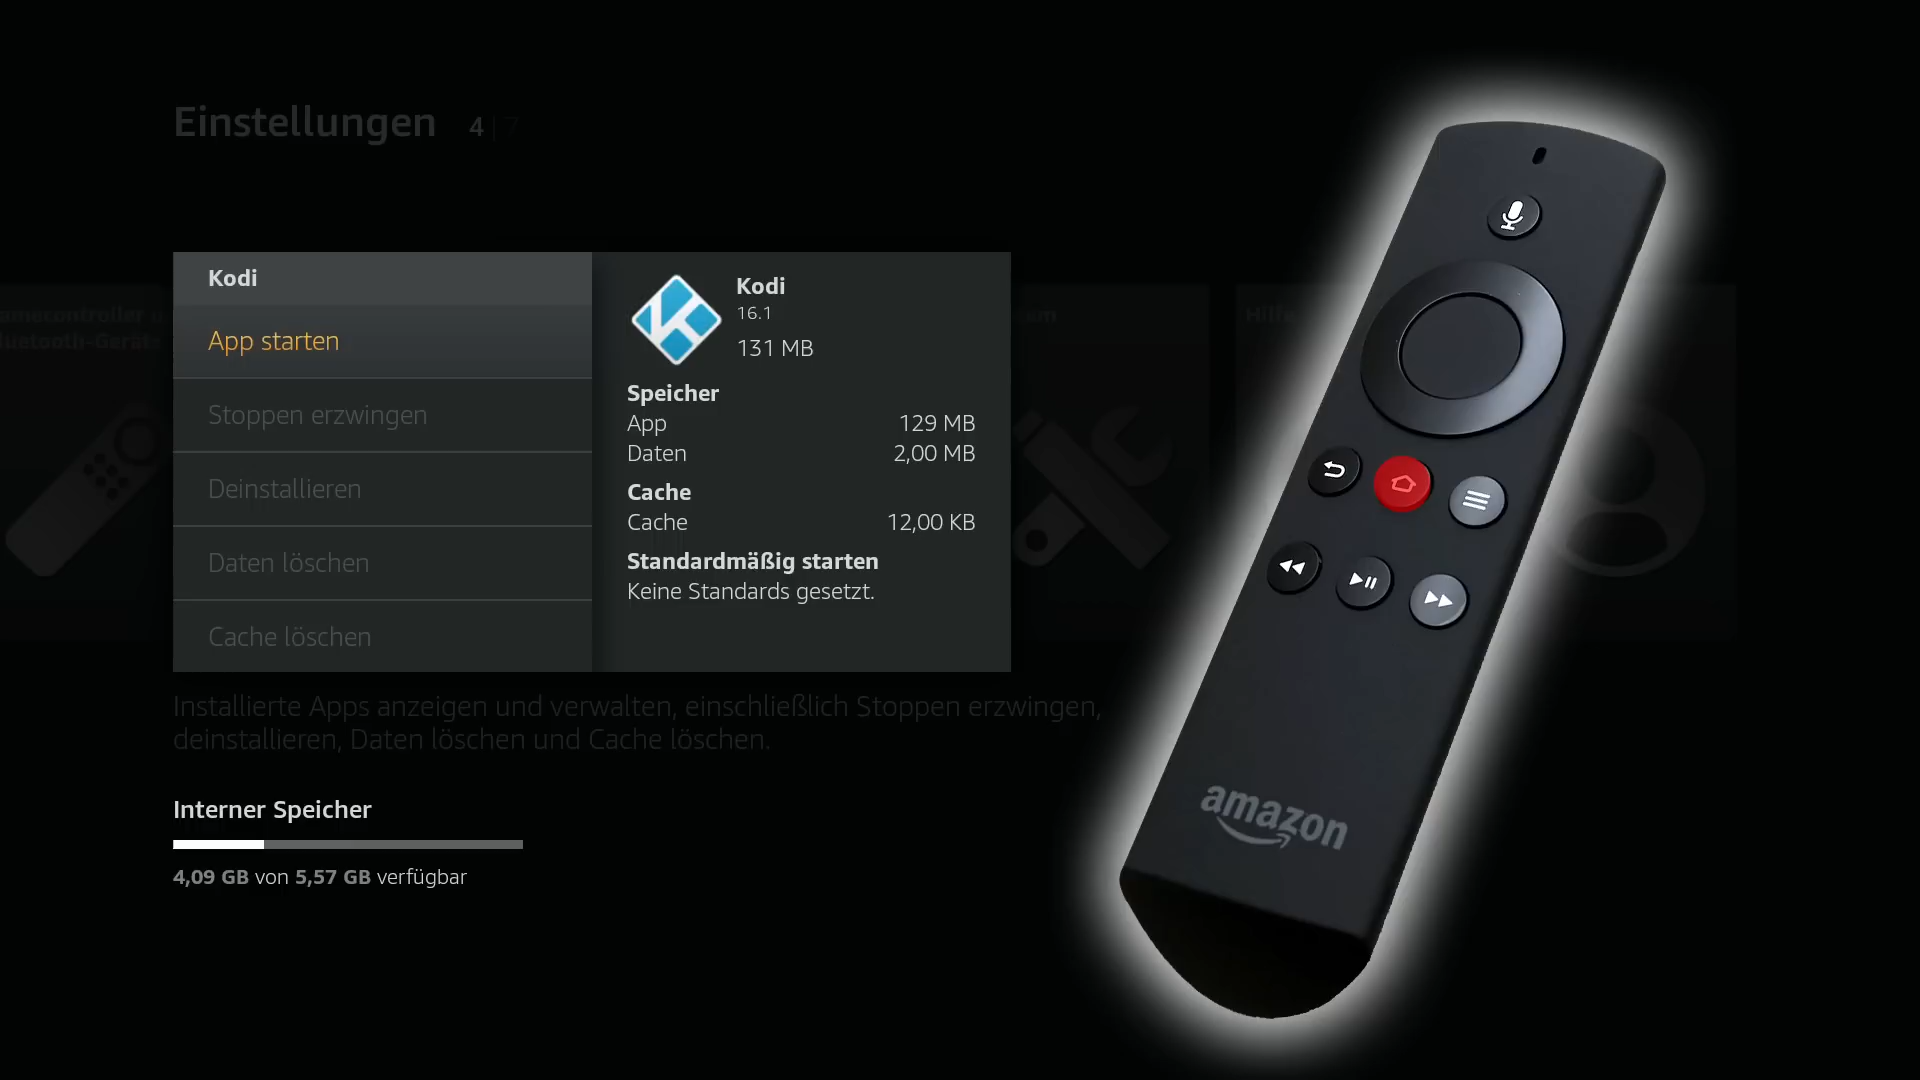 Einstellungen 4 | 7
Kodi
App starten
Stoppen erzwingen
Deinstallieren
Daten löschen
Cache löschen
Kodi
16.1
131 MB
Speicher
App 129 MB
Daten 2,00 MB
Cache
Cache 12,00 KB
Standardmäßig starten
Keine Standards gesetzt.
Hilfe
Installierte Apps anzeigen und verwalten, einschließlich Stoppen erzwingen,
deinstallieren, Daten löschen und Cache löschen.
Interner Speicher
4,09 GB von 5,57 GB verfügbar
amazon